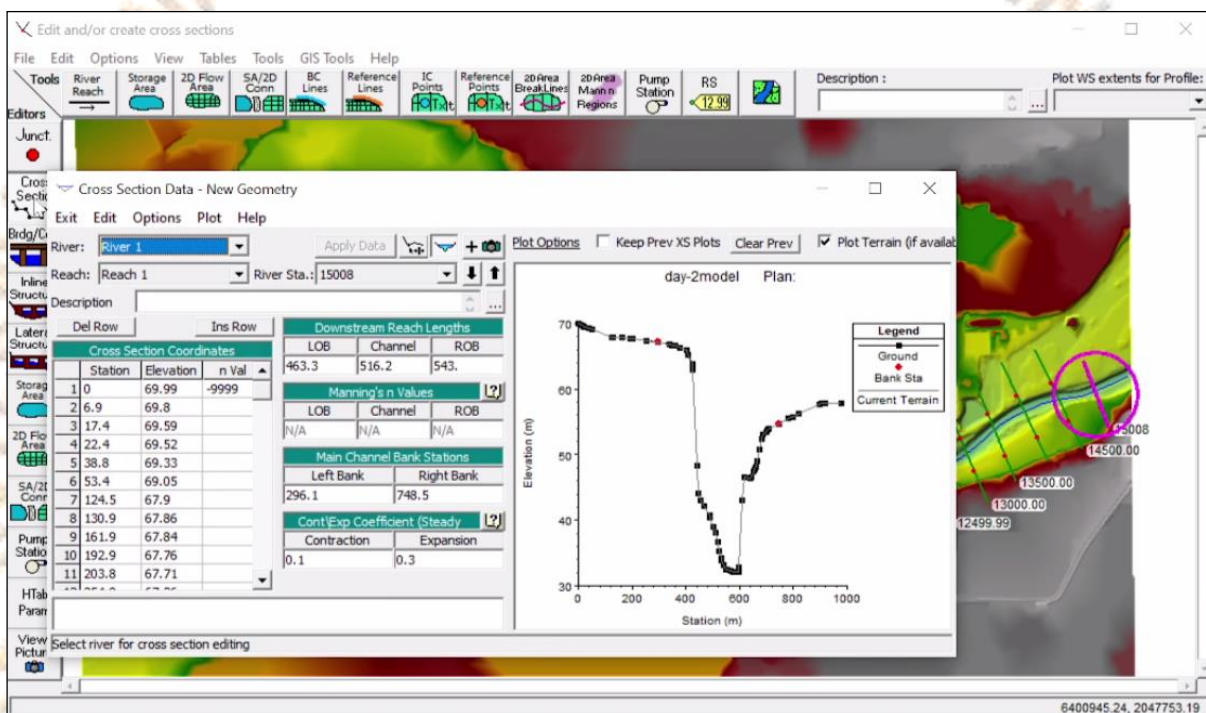 Edit and/or create cross sections
File Edit Options View Tables Tools GIS Tools Help
Tools
Editors
River Reach
Storage Area
2D Flow Area
SA/2D Conn
BC Lines
Reference Lines
IC Points
Reference Points
2D Area BreakLines
2D Area Mann n Regions
Pump Station
RS
12.99
Description :
...
Plot WS extents for Profile:
Junct.
Cross
Brdg/Cu
Inline
Lateral
Storage
Area
2D Flow
Area
SA/2D
Conn
Pump
Station
HTab
Param
View
Picture
Cross Section Data - New Geometry
Exit Edit Options Plot Help
River: River 1
Apply Data
Plot Options Keep Prev XS Plots Clear Prev Plot Terrain (if availab
Reach: Reach 1 River Sta.: 15008
Description
...
Del Row Ins Row
Cross Section Coordinates
Station Elevation n Val
1 0 69.99 -9999
2 6.9 69.8
3 17.4 69.59
4 22.4 69.52
5 38.8 69.33
6 53.4 69.05
7 124.5 67.9
8 130.9 67.86
9 161.9 67.84
10 192.9 67.76
11 203.8 67.71
Downstream Reach Lengths
LOB Channel ROB
463.3 516.2 543.
Manning's n Values [?]
LOB Channel ROB
N/A N/A N/A
Main Channel Bank Stations
Left Bank Right Bank
296.1 748.5
Cont\Exp Coefficient (Steady [?]
Contraction Expansion
0.1 0.3
day-2model Plan:
Legend
Ground
Bank Sta
Current Terrain
Elevation (m)
70
60
50
40
30
0 200 400 600 800 1000
Station (m)
15008
14500.00
13500.00
13000.00
12499.99
Select river for cross section editing
6400945.24, 2047753.19